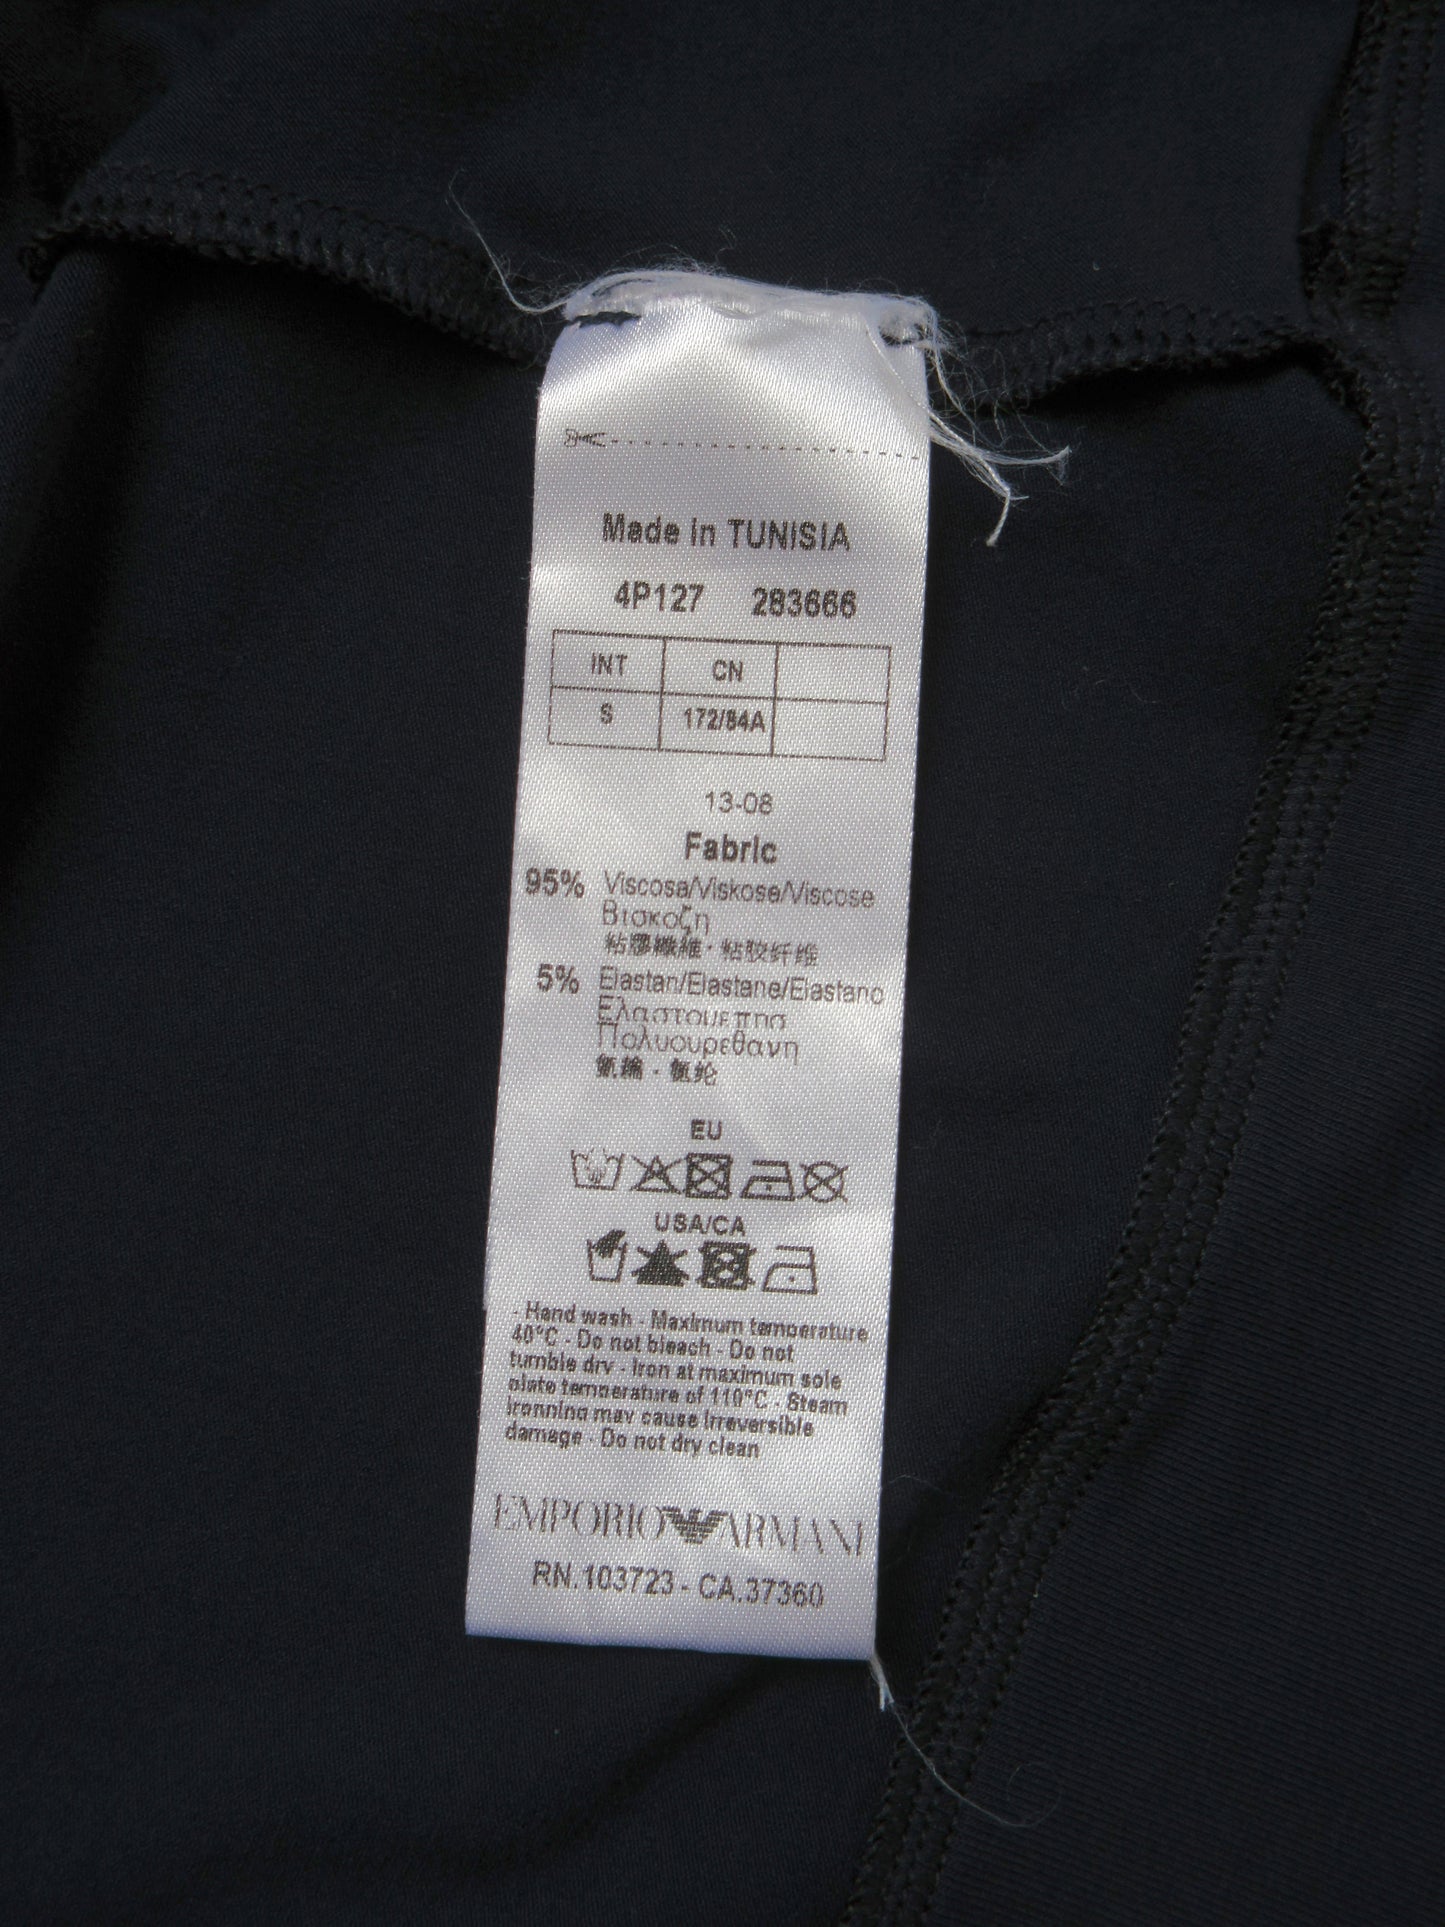 Made in TUNISIA
4P127 283666
INT CN
S 172/84A
13-08
Fabric
95% Viscosa/Viskose/Viscose
Βισκοζη
粘膠纖維・粘胶纤维
5% Elastan/Elastane/Elastano
Ελαστουεπησ
Πολυουρεθανη
氨綸・氨纶
EU
USA/CA
- Hand wash - Maximum temperature
40°C - Do not bleach - Do not
tumble dry - Iron at maximum sole
plate temperature of 110°C - Steam
ironning may cause irreversible
damage - Do not dry clean
EMPORIO ARMANI
RN.103723 - CA.37360